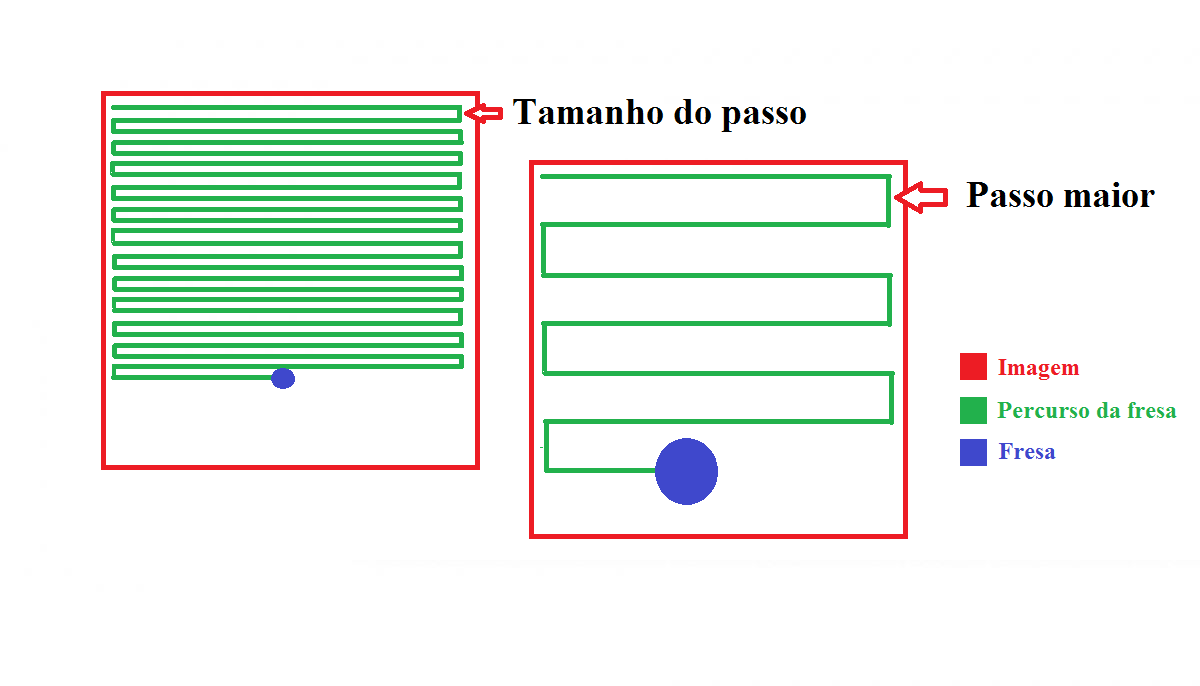 Tamanho do passo
Passo maior
Imagem
Percurso da fresa
Fresa